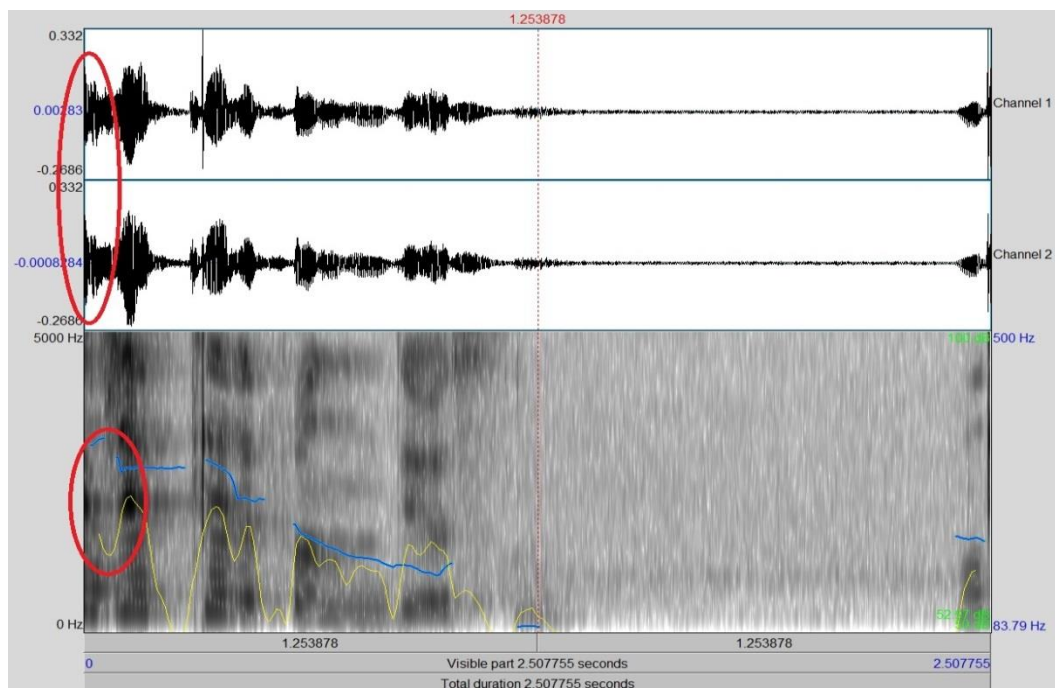 1.253878
0.332
0.00283
Channel 1
-0.2686
0.332
-0.0008284
Channel 2
-0.2686
5000 Hz
500 Hz
0 Hz
83.79 Hz
1.253878
1.253878
0
Visible part 2.507755 seconds
2.507755
Total duration 2.507755 seconds